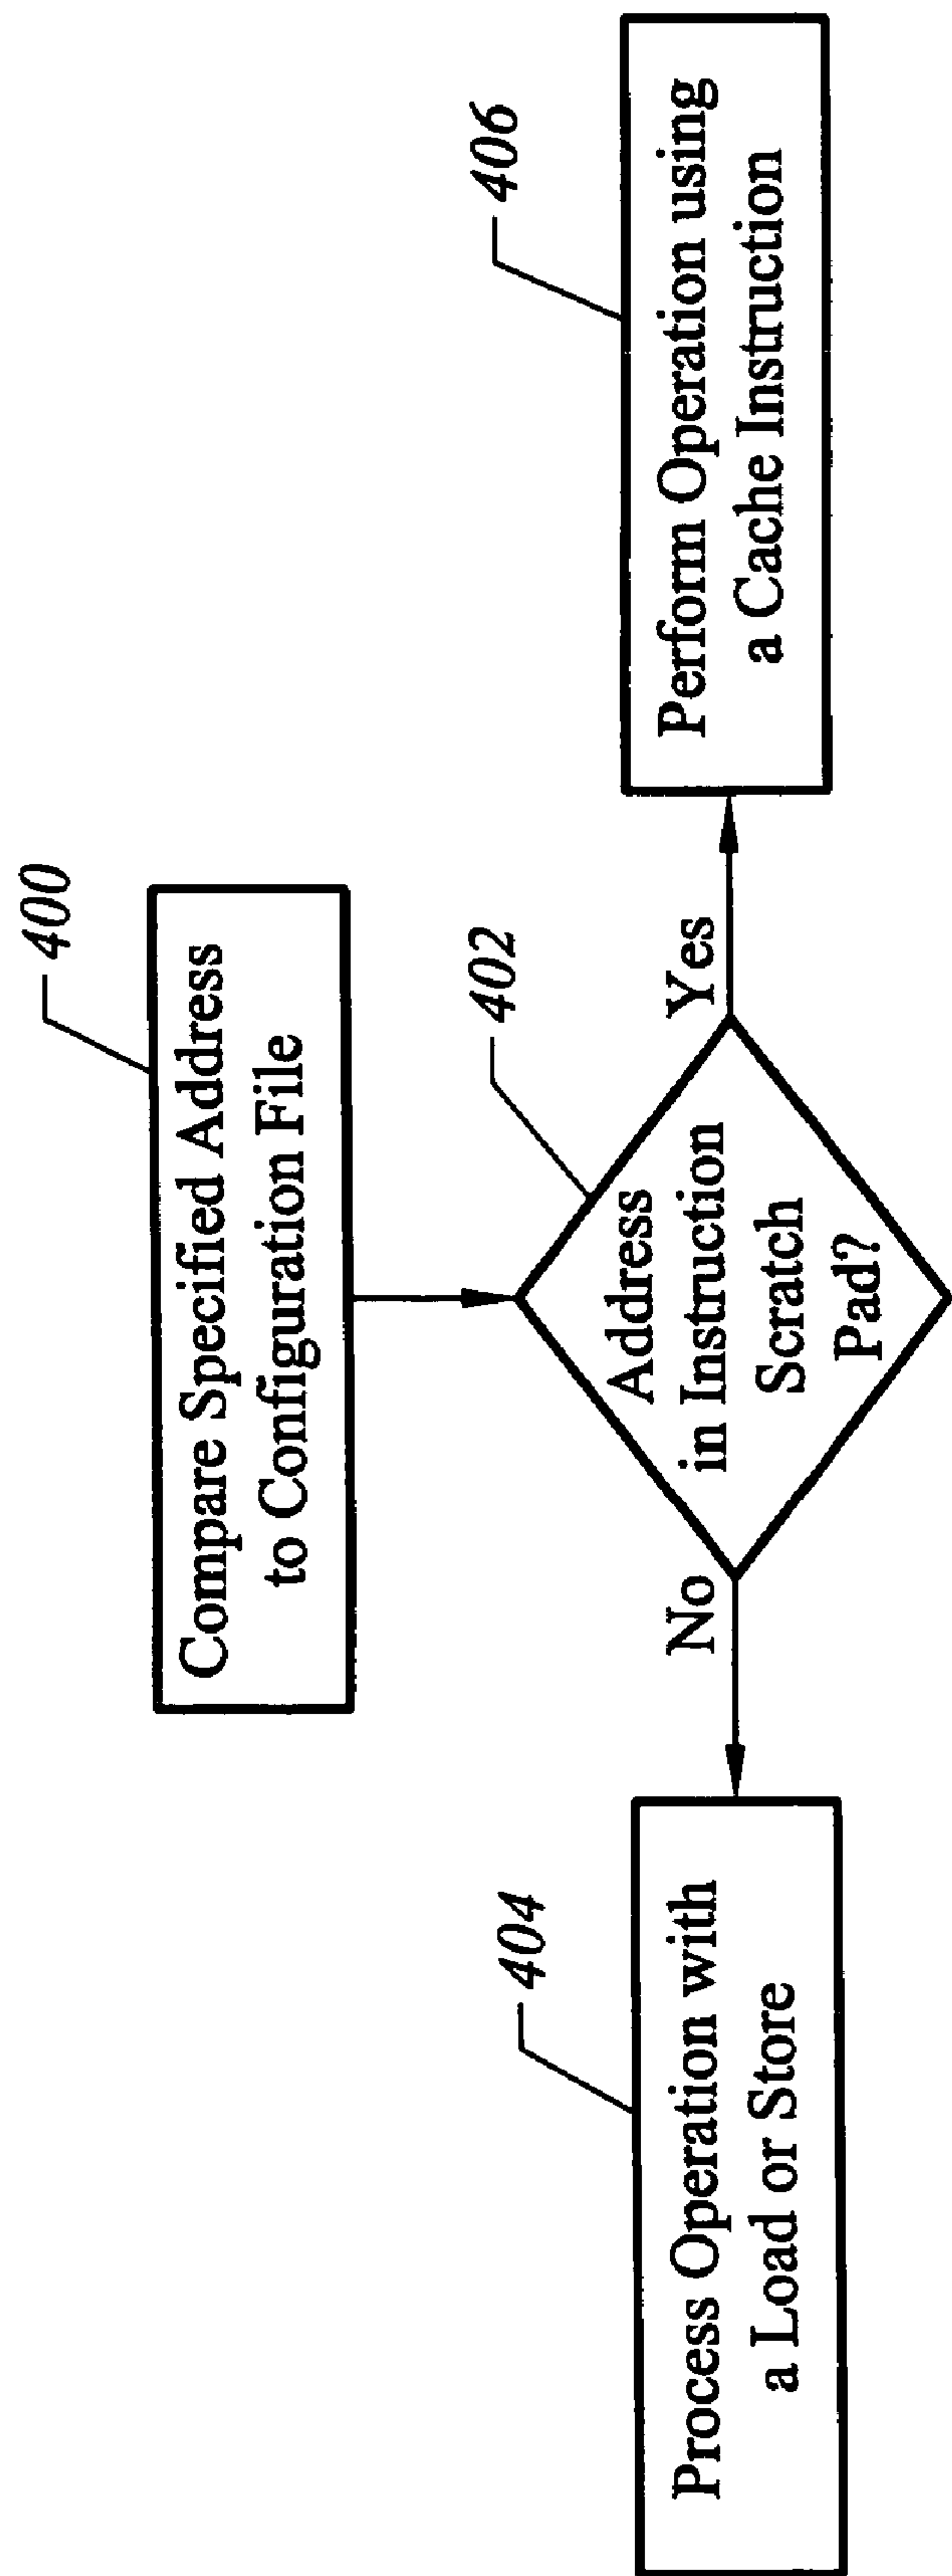 400
Compare Specified Address
to Configuration File
402
Address
in Instruction
Scratch
Pad?
No
Yes
404
Process Operation with
a Load or Store
406
Perform Operation using
a Cache Instruction